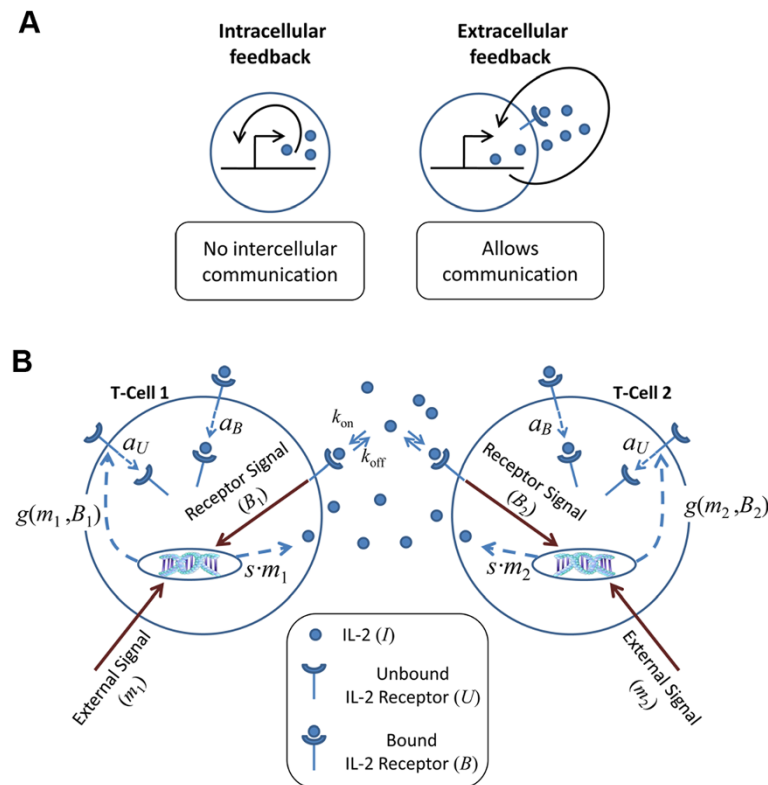 A
Intracellular
feedback
Extracellular
feedback
No intercellular
communication
Allows
communication
B
T-Cell 1
T-Cell 2
a_B
a_U
k_on
k_off
a_B
a_U
Receptor Signal
(B_1)
Receptor Signal
(B_2)
g(m_1,B_1)
g(m_2,B_2)
s·m_1
s·m_2
External Signal
(m_1)
External Signal
(m_2)
IL-2 (I)
Unbound
IL-2 Receptor (U)
Bound
IL-2 Receptor (B)